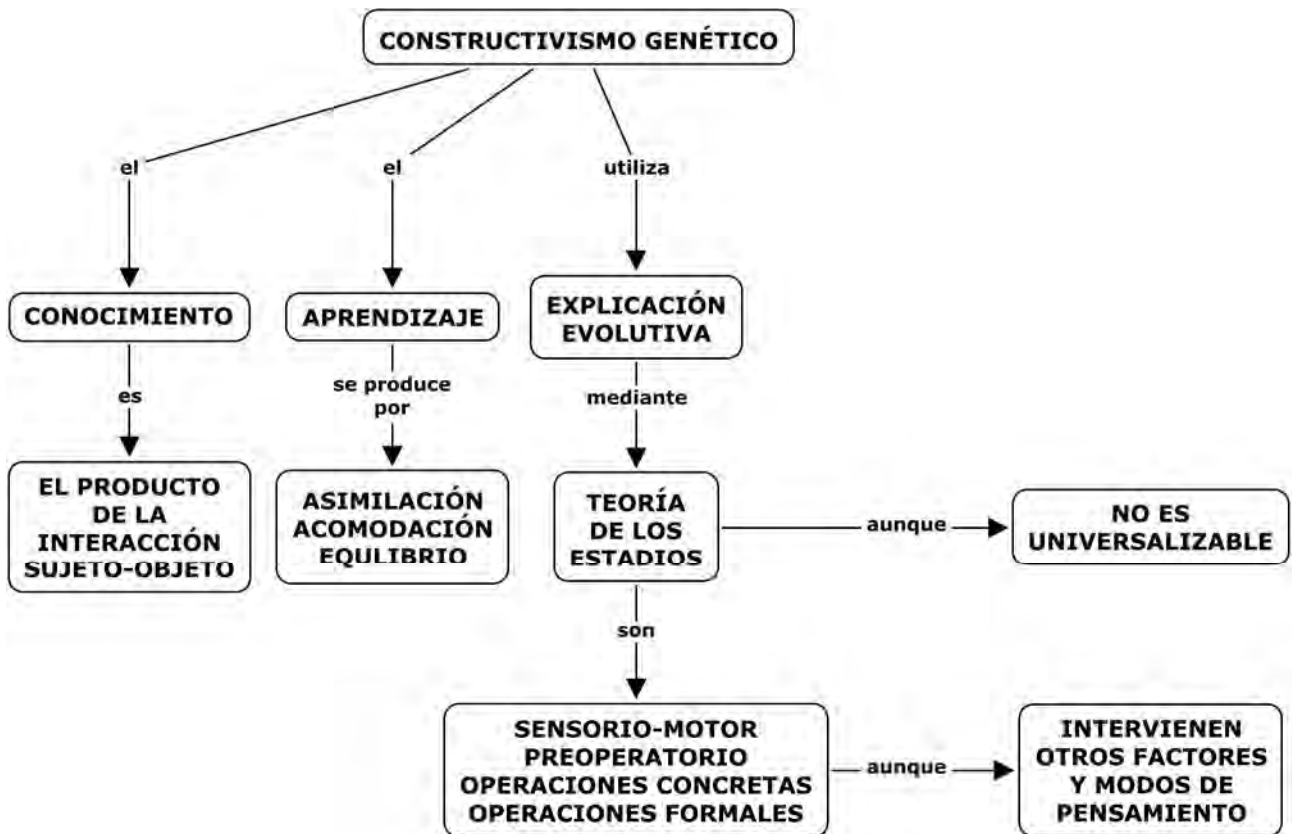 CONSTRUCTIVISMO GENÉTICO
el
el
utiliza
CONOCIMIENTO
APRENDIZAJE
EXPLICACIÓN
EVOLUTIVA
es
se produce
por
mediante
EL PRODUCTO
DE LA
INTERACCIÓN
SUJETO-OBJETO
ASIMILACIÓN
ACOMODACIÓN
EQULIBRIO
TEORÍA
DE LOS
ESTADIOS
aunque
NO ES
UNIVERSALIZABLE
son
SENSORIO-MOTOR
PREOPERATORIO
OPERACIONES CONCRETAS
OPERACIONES FORMALES
aunque
INTERVIENEN
OTROS FACTORES
Y MODOS DE
PENSAMIENTO